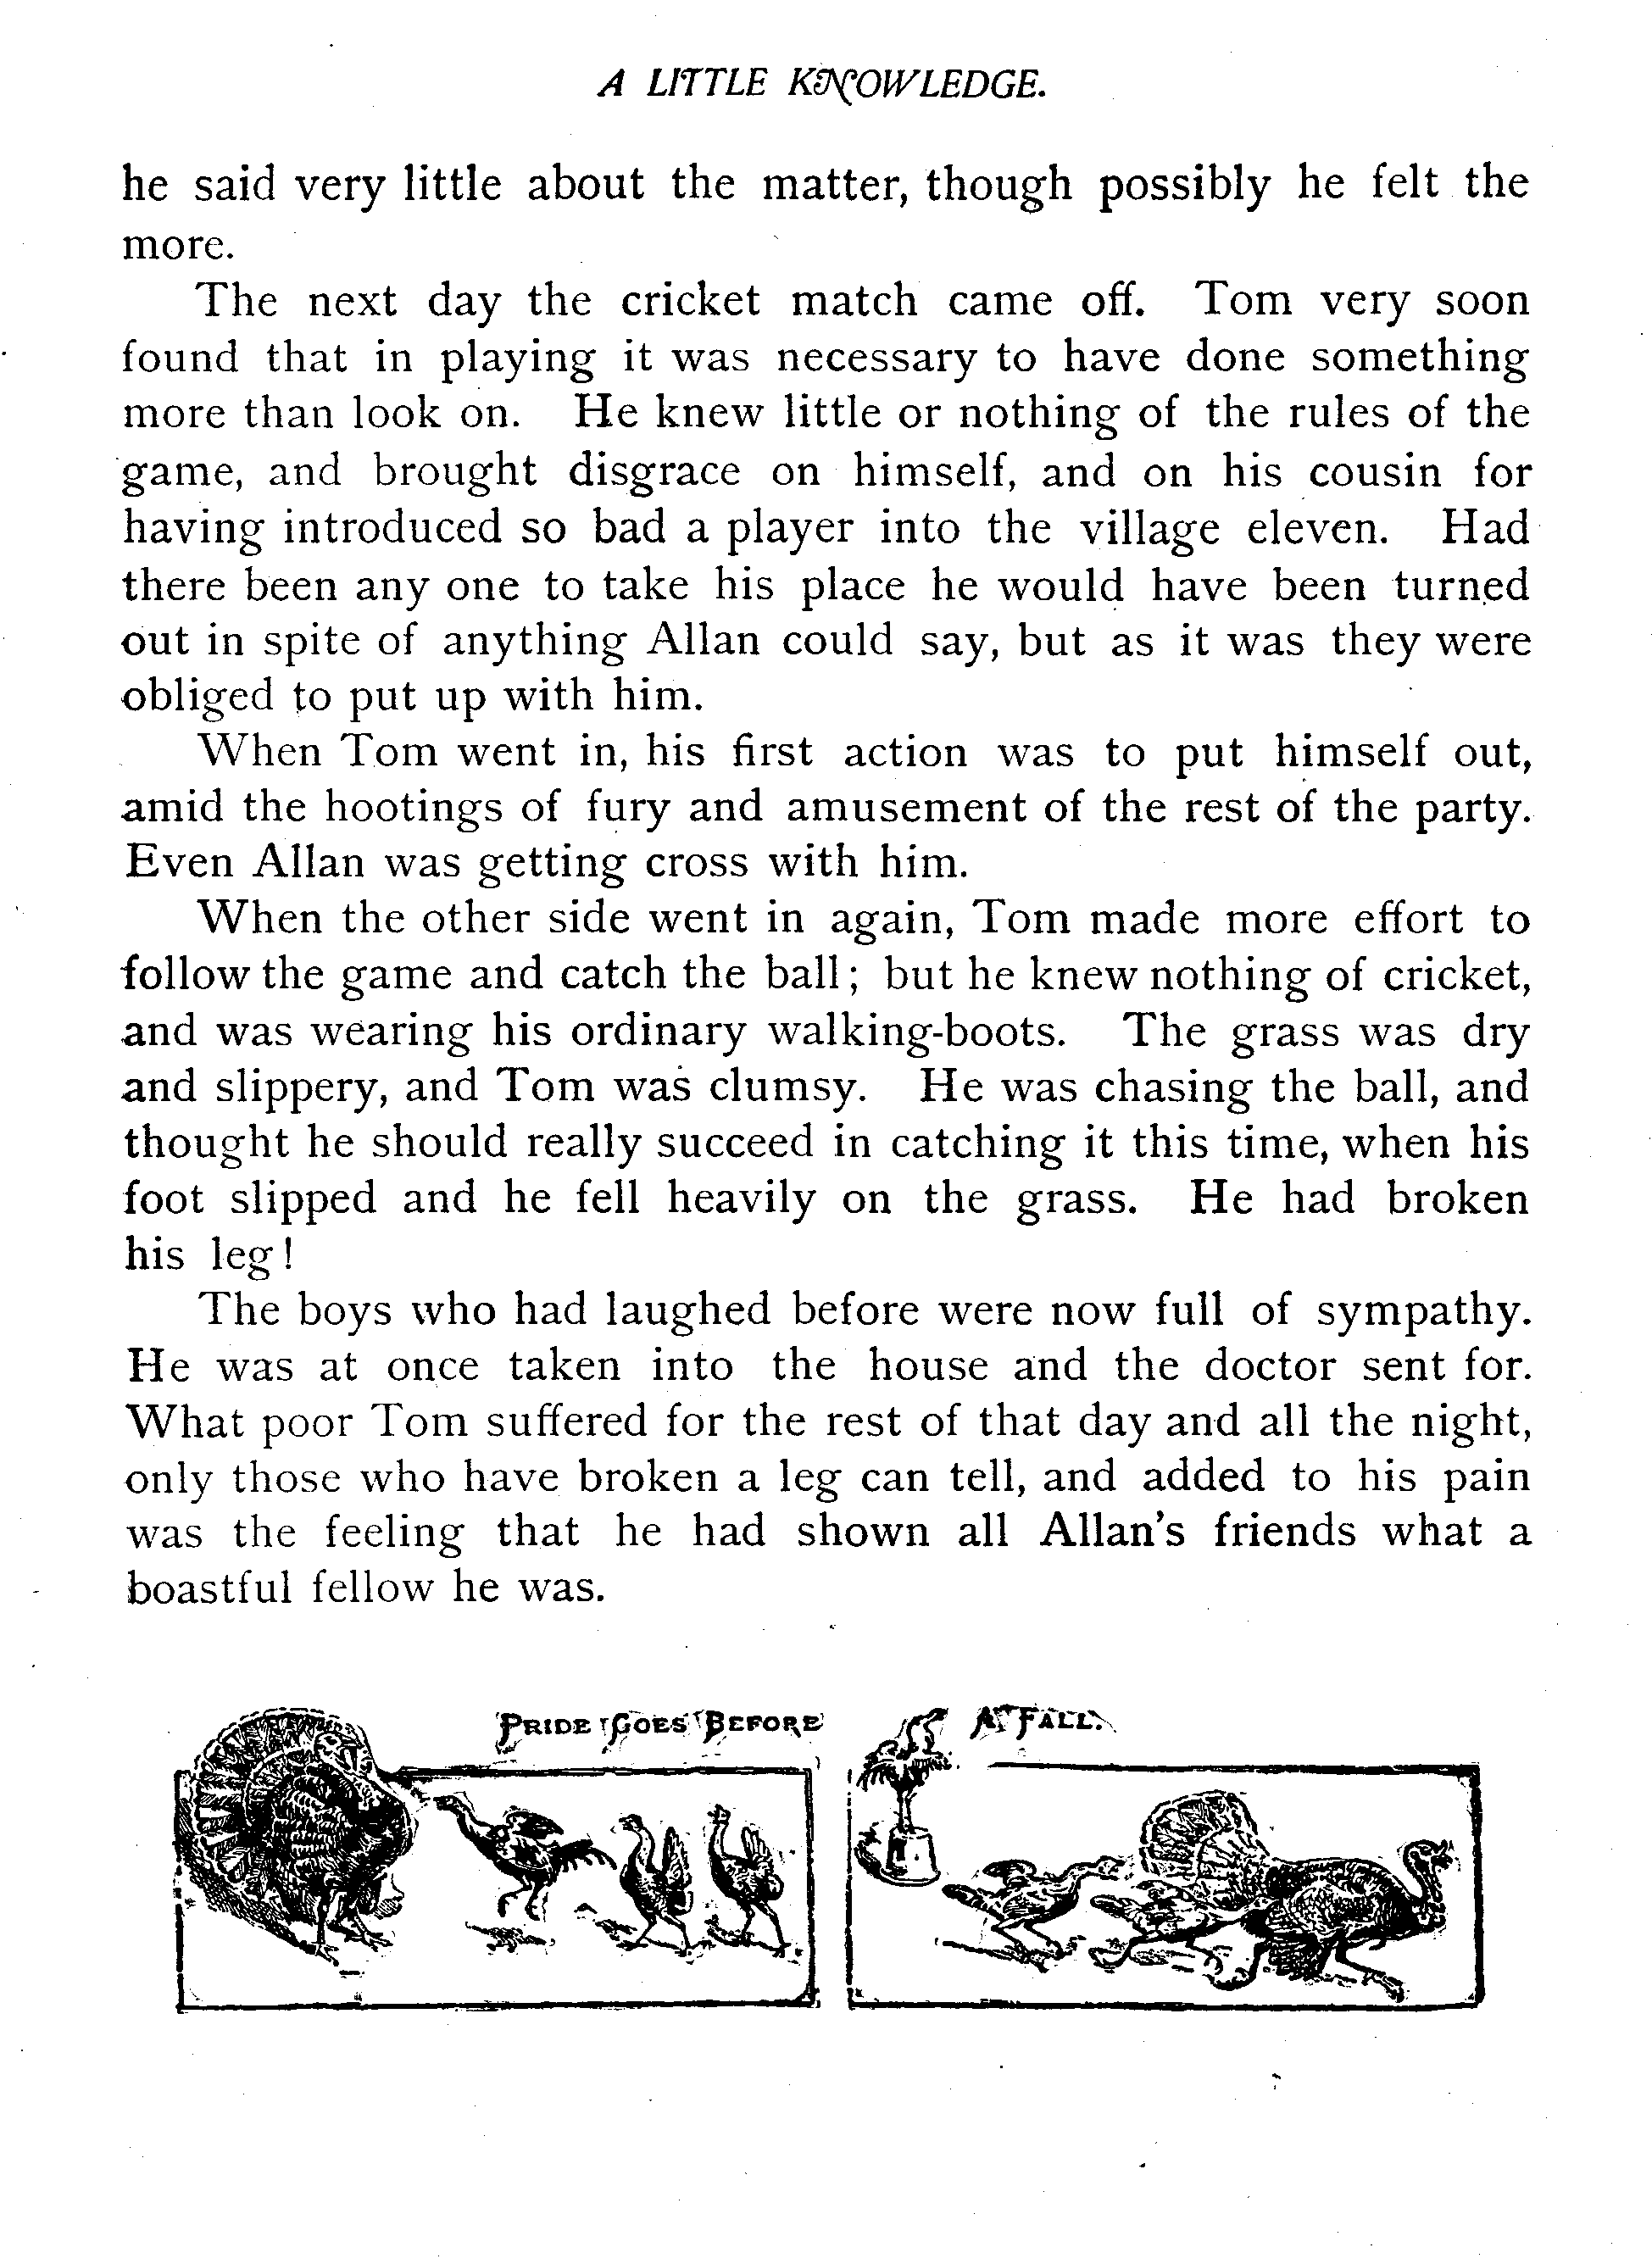 A LITTLE KNOWLEDGE.
he said very little about the matter, though possibly he felt the
more.
The next day the cricket match came off. Tom very soon
found that in playing it was necessary to have done something
more than look on. He knew little or nothing of the rules of the
game, and brought disgrace on himself, and on his cousin for
having introduced so bad a player into the village eleven. Had
there been any one to take his place he would have been turned
out in spite of anything Allan could say, but as it was they were
obliged to put up with him.
When Tom went in, his first action was to put himself out,
amid the hootings of fury and amusement of the rest of the party.
Even Allan was getting cross with him.
When the other side went in again, Tom made more effort to
follow the game and catch the ball; but he knew nothing of cricket,
and was wearing his ordinary walking-boots. The grass was dry
and slippery, and Tom was clumsy. He was chasing the ball, and
thought he should really succeed in catching it this time, when his
foot slipped and he fell heavily on the grass. He had broken
his leg!
The boys who had laughed before were now full of sympathy.
He was at once taken into the house and the doctor sent for.
What poor Tom suffered for the rest of that day and all the night,
only those who have broken a leg can tell, and added to his pain
was the feeling that he had shown all Allan's friends what a
boastful fellow he was.
PRIDE GOES BEFORE A FALL.